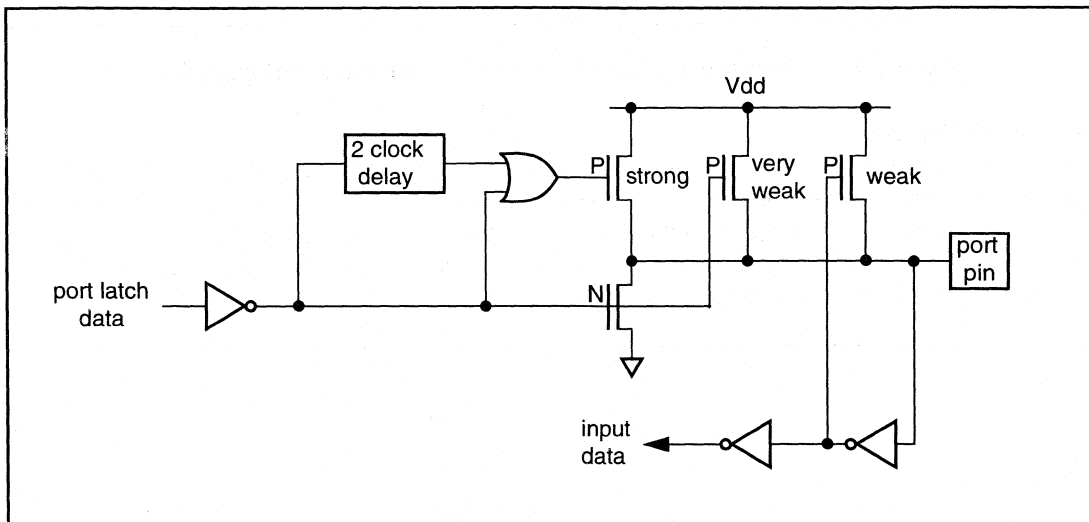 Vdd
2 clock
delay
P
strong
P
very
weak
P
weak
port
pin
port latch
data
N
input
data